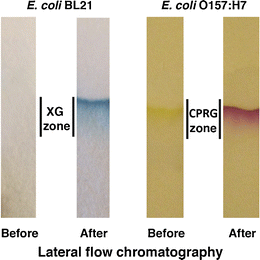 E. coli BL21
E. coli O157:H7
XG
zone
CPRG
zone
Before
After
Before
After
Lateral flow chromatography